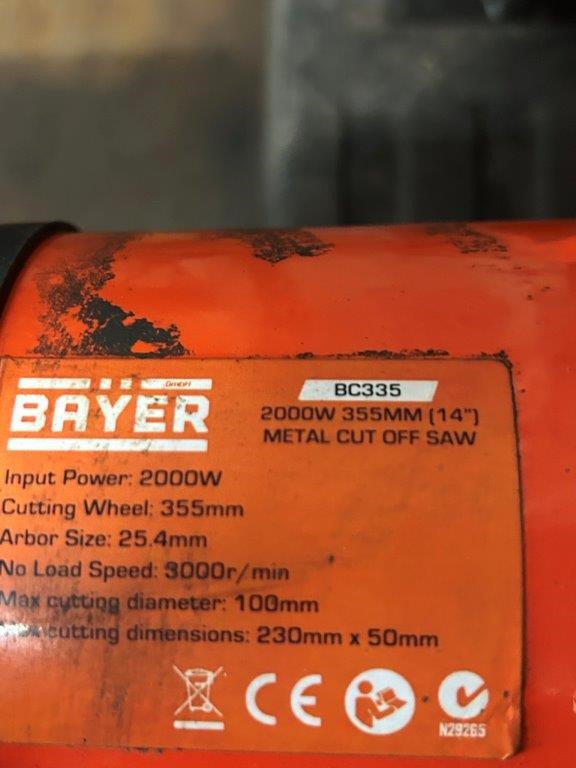 GmbH
BAYER
BC335
2000W 355MM (14")
METAL CUT OFF SAW
Input Power: 2000W
Cutting Wheel: 355mm
Arbor Size: 25.4mm
No Load Speed: 3000r/min
Max cutting diameter: 100mm
Max cutting dimensions: 230mm x 50mm
CE
N29265